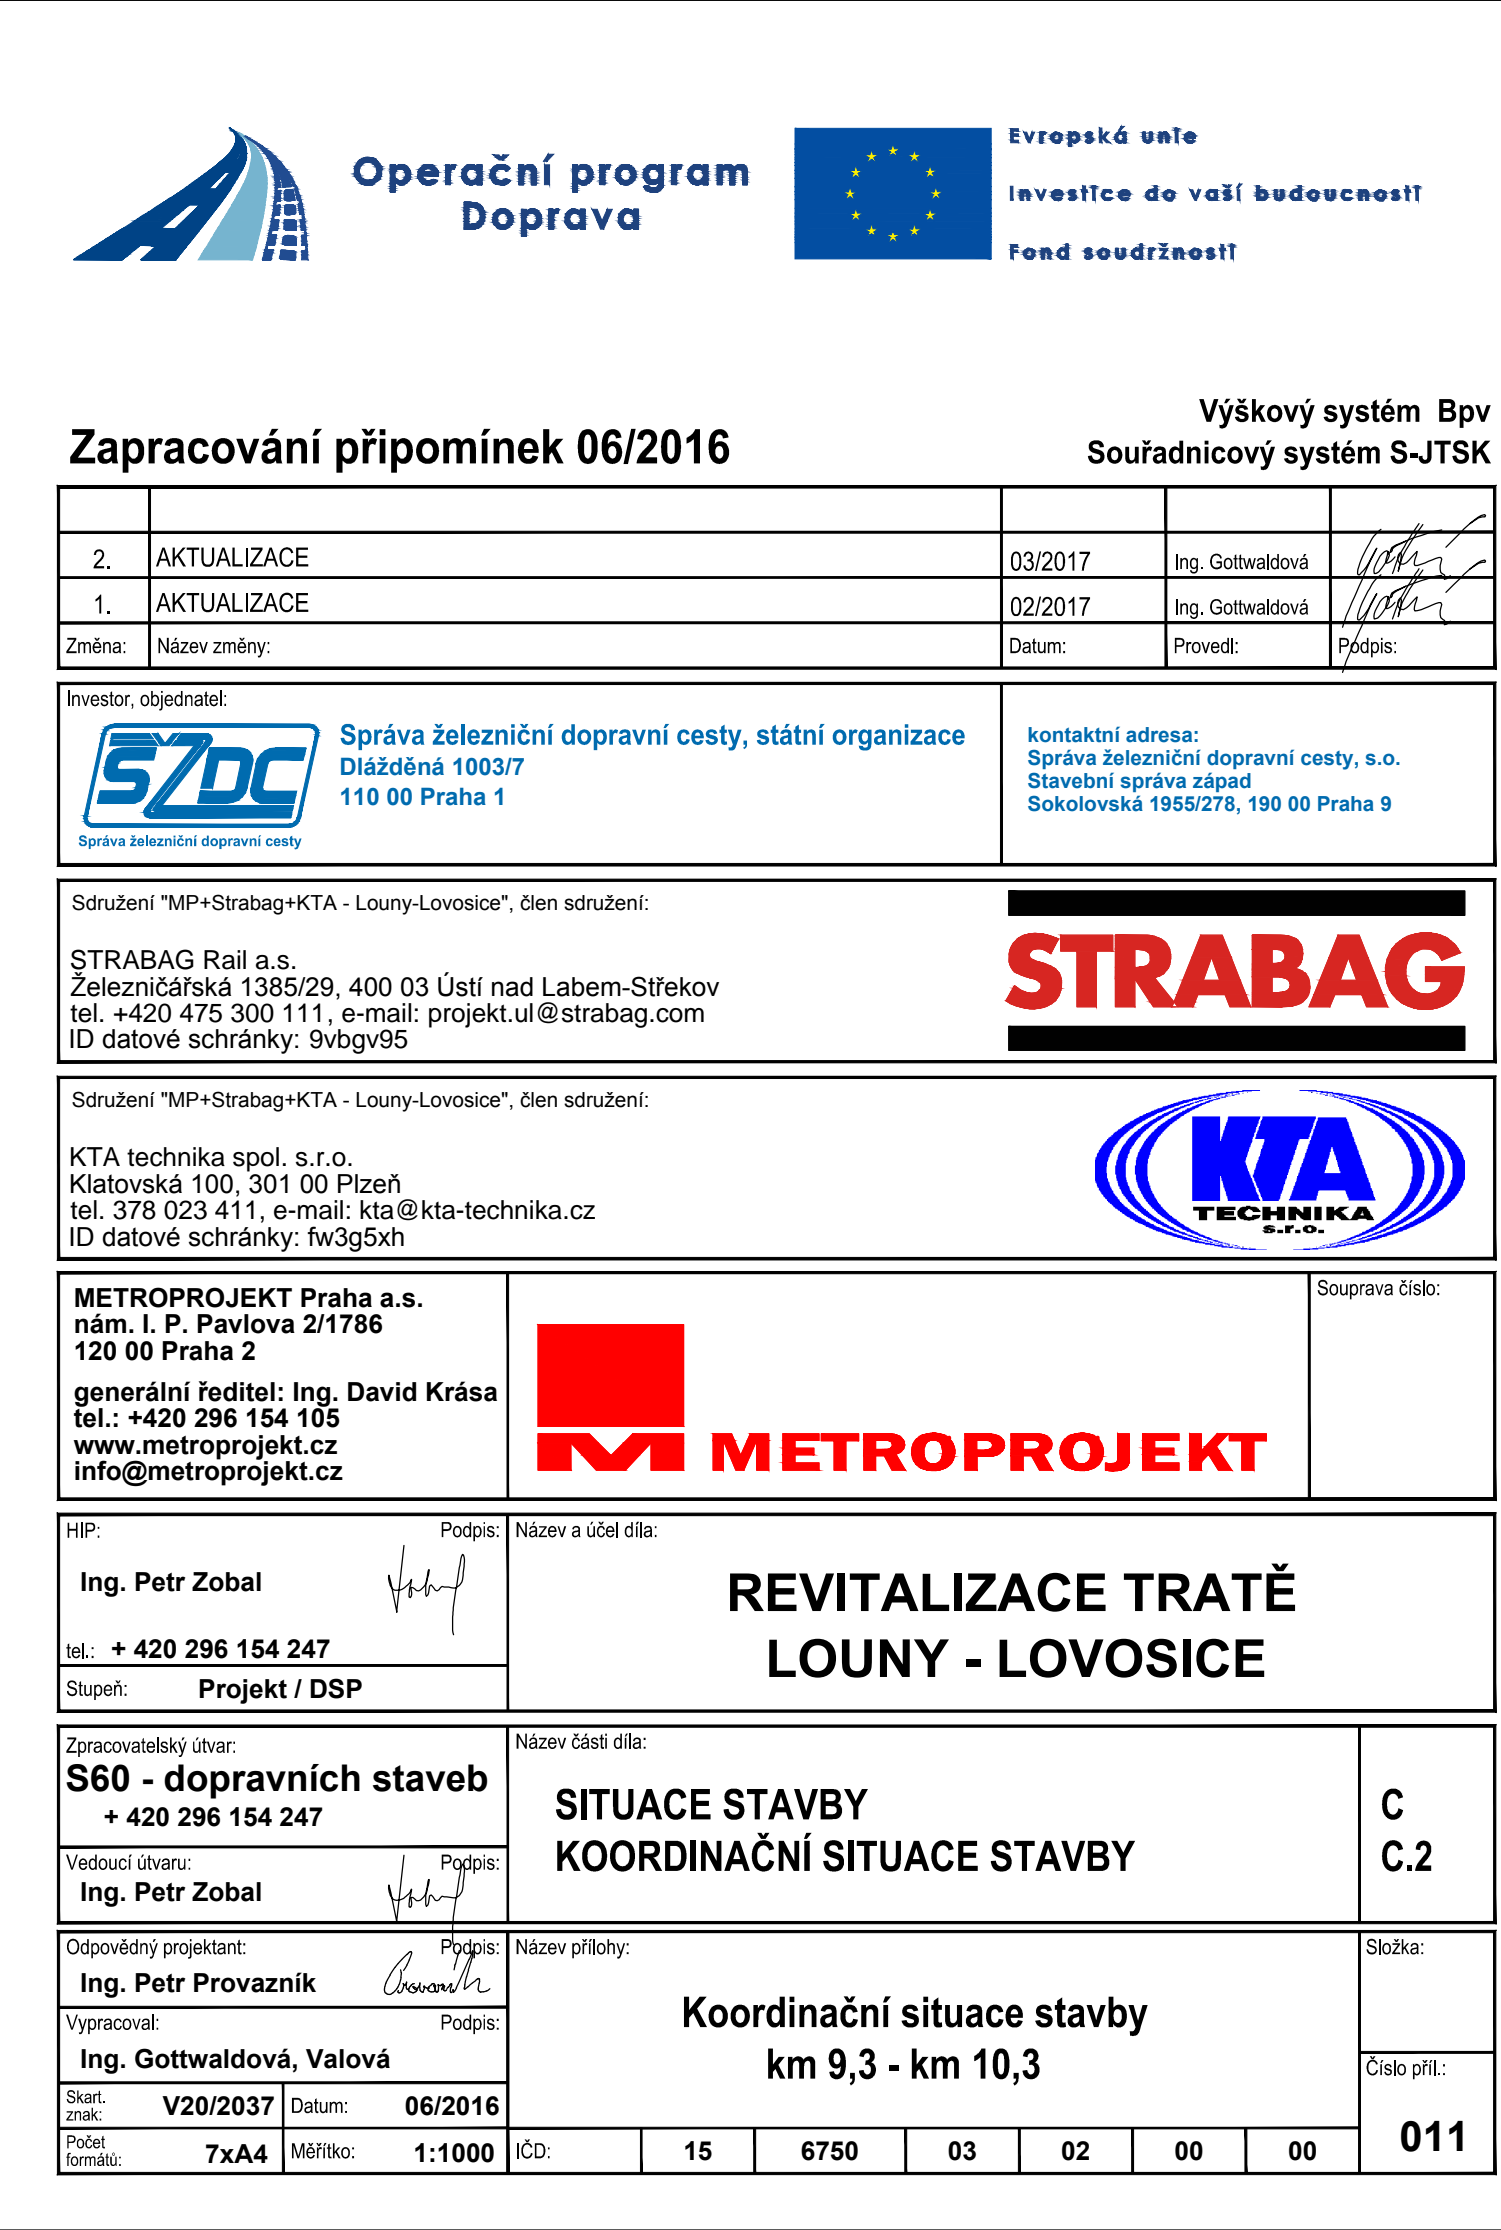 Operační program
Doprava
Evropská unie
Investice do vaší budoucnosti
Fond soudržnosti
Výškový systém Bpv
Zapracování připomínek 06/2016
Souřadnicový systém S-JTSK
2. AKTUALIZACE 03/2017 Ing. Gottwaldová
1. AKTUALIZACE 02/2017 Ing. Gottwaldová
Změna: Název změny: Datum: Provedl: Podpis:
Investor, objednatel:
SŽDC
Správa železniční dopravní cesty
Správa železniční dopravní cesty, státní organizace
Dlážděná 1003/7
110 00 Praha 1
kontaktní adresa:
Správa železniční dopravní cesty, s.o.
Stavební správa západ
Sokolovská 1955/278, 190 00 Praha 9
Sdružení "MP+Strabag+KTA - Louny-Lovosice", člen sdružení:
STRABAG Rail a.s.
Železničářská 1385/29, 400 03 Ústí nad Labem-Střekov
tel. +420 475 300 111, e-mail: projekt.ul@strabag.com
ID datové schránky: 9vbgv95
STRABAG
Sdružení "MP+Strabag+KTA - Louny-Lovosice", člen sdružení:
KTA technika spol. s.r.o.
Klatovská 100, 301 00 Plzeň
tel. 378 023 411, e-mail: kta@kta-technika.cz
ID datové schránky: fw3g5xh
KTA
TECHNIKA
s.r.o.
METROPROJEKT Praha a.s.
nám. I. P. Pavlova 2/1786
120 00 Praha 2
generální ředitel: Ing. David Krása
tel.: +420 296 154 105
www.metroprojekt.cz
info@metroprojekt.cz
METROPROJEKT
Souprava číslo:
HIP: Podpis:
Ing. Petr Zobal
tel.: + 420 296 154 247
Stupeň: Projekt / DSP
Název a účel díla:
REVITALIZACE TRATĚ
LOUNY - LOVOSICE
Zpracovatelský útvar:
S60 - dopravních staveb
+ 420 296 154 247
Vedoucí útvaru: Podpis:
Ing. Petr Zobal
Název části díla:
SITUACE STAVBY C
KOORDINAČNÍ SITUACE STAVBY C.2
Odpovědný projektant: Podpis:
Ing. Petr Provazník
Vypracoval: Podpis:
Ing. Gottwaldová, Valová
Skart.
znak: V20/2037 Datum: 06/2016
Počet
formátů: 7xA4 Měřítko: 1:1000
Název přílohy:
Koordinační situace stavby
km 9,3 - km 10,3
IČD: 15 6750 03 02 00 00
Složka:
Číslo příl.:
011